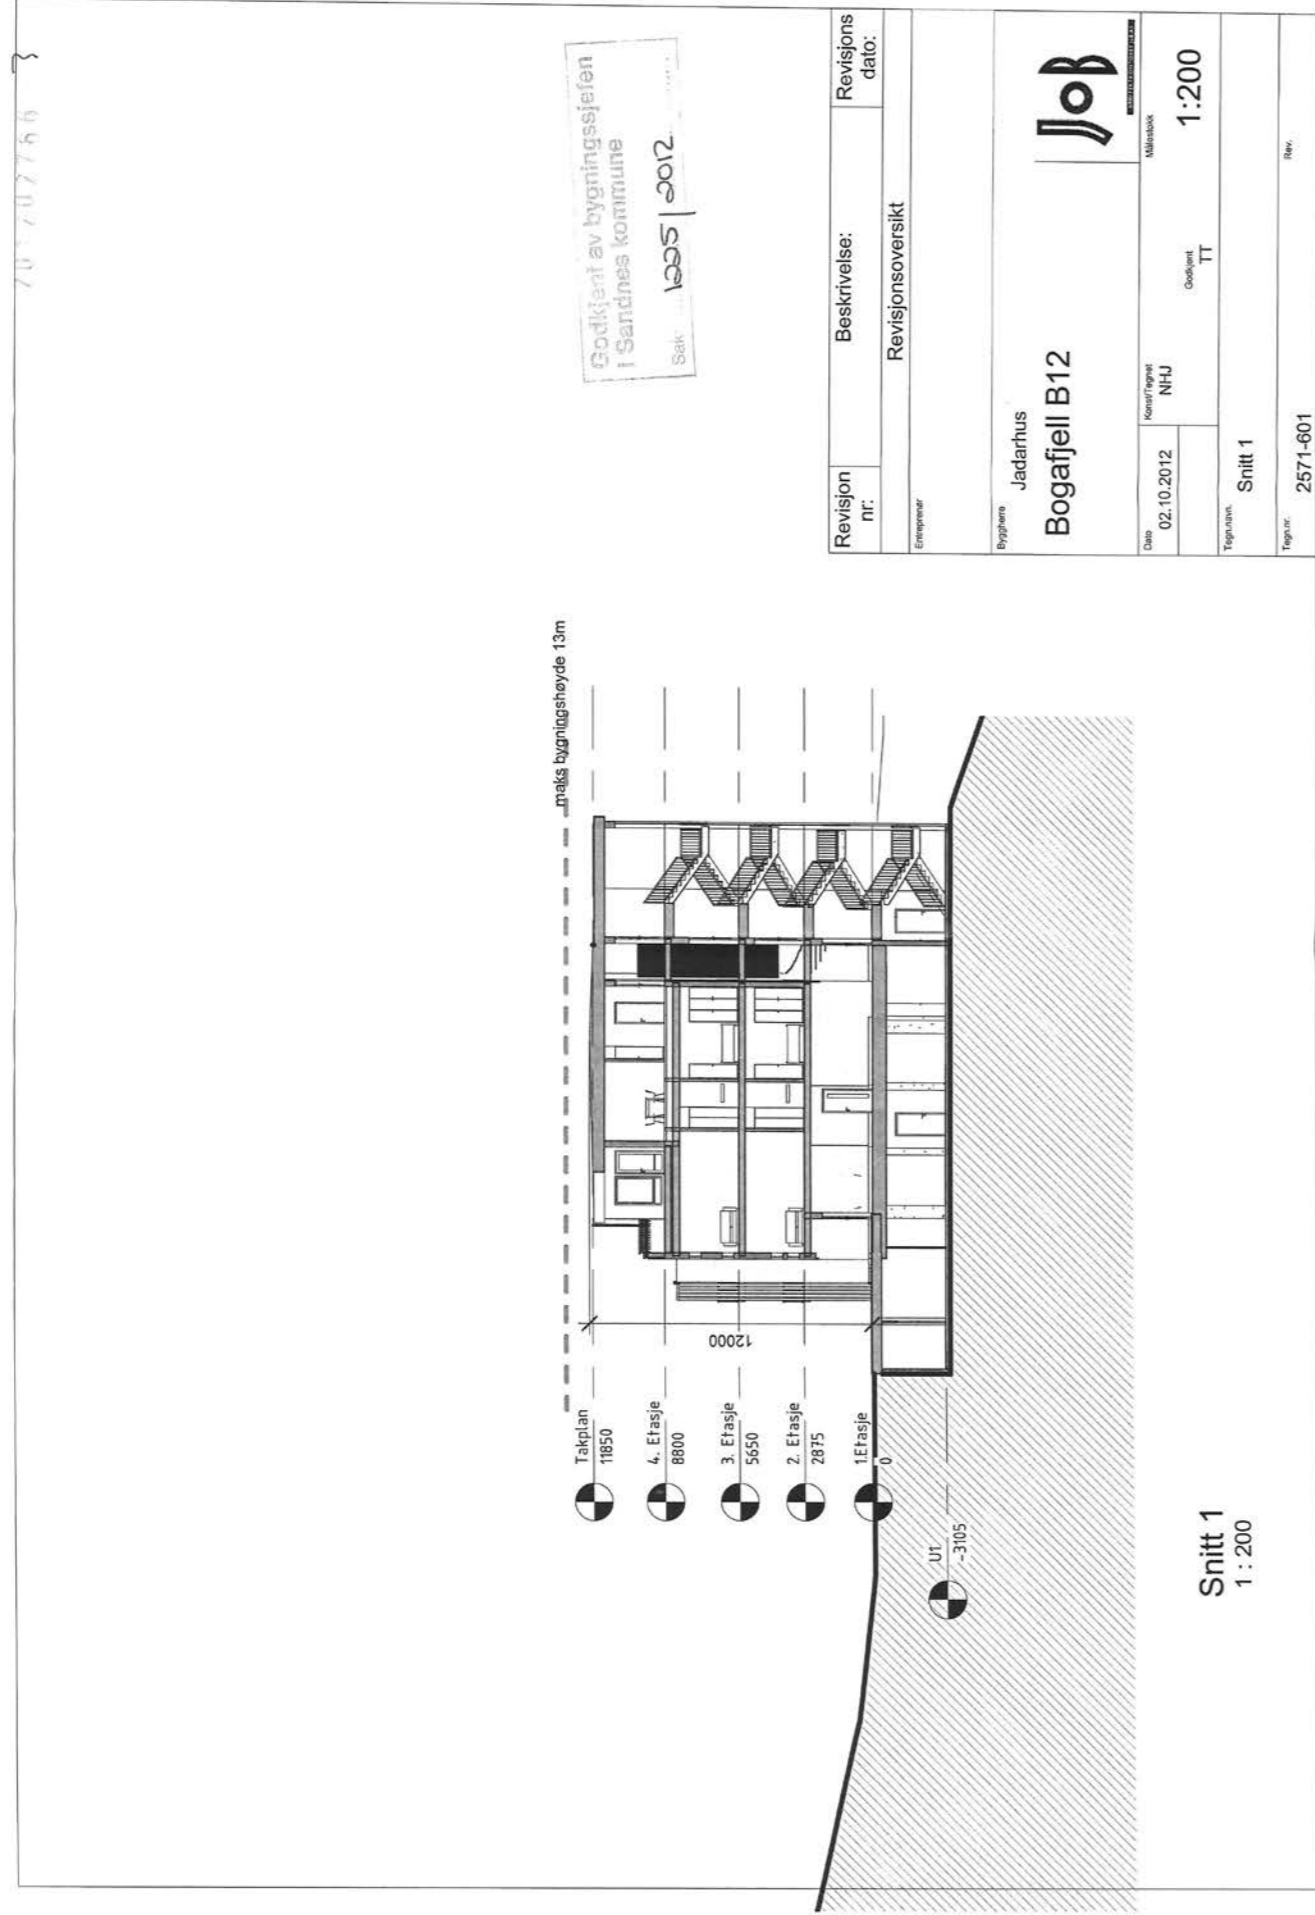 Godkjent av bygningssjefen
i Sandnes kommune
Sak: 1225/2012
maks bygningshøyde 13m
Takplan
11850
4. Etasje
8800
3. Etasje
5650
2. Etasje
2875
1.Etasje
0
U1
-3105
12000
Snitt 1
1 : 200
Revisjon nr:
Beskrivelse:
Revisjons dato:
Revisjonsoversikt
Entreprenør
Byggherre
Jadarhus
Bogafjell B12
JOB
Dato
02.10.2012
Konst/Tegnet
NHJ
Godkjent
TT
Målestokk
1:200
Tegn.navn.
Snitt 1
Tegn.nr.
2571-601
Rev.